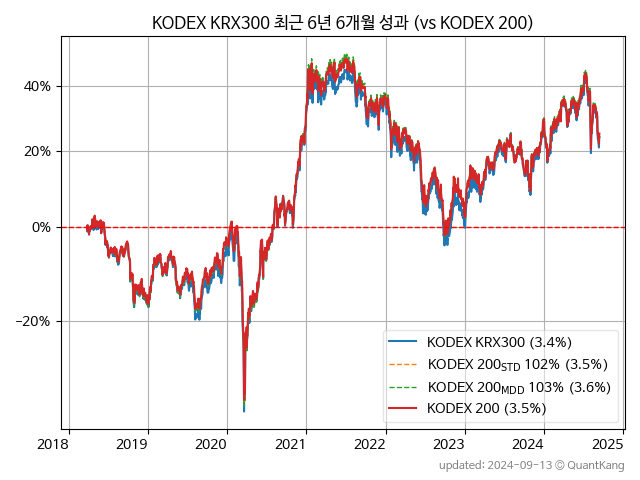 KODEX KRX300 최근 6년 6개월 성과 (vs KODEX 200)
40%
20%
0%
−20%
KODEX KRX300 (3.4%)
KODEX 200STD 102% (3.5%)
KODEX 200MDD 103% (3.6%)
KODEX 200 (3.5%)
2018 2019 2020 2021 2022 2023 2024 2025
updated: 2024-09-13 © QuantKang